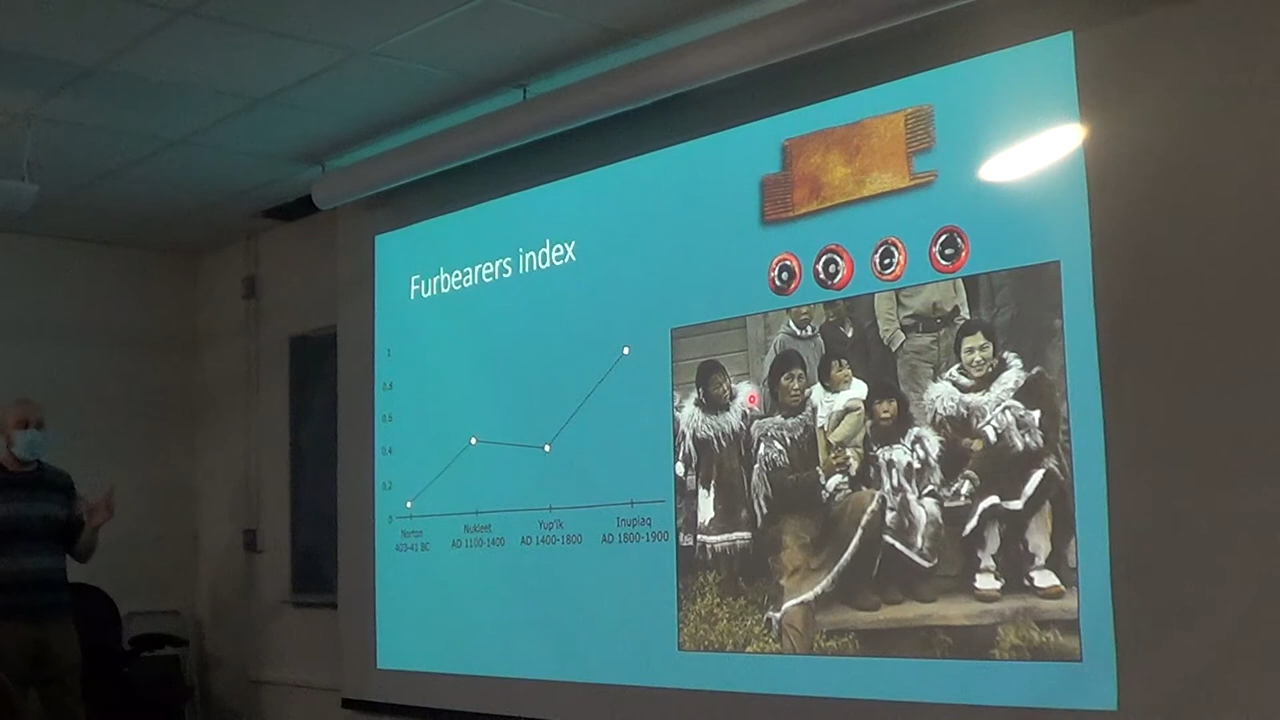 Furbearers index
1
0.8
0.6
0.4
0.2
0
Norton
403-41 BC
Nukleet
AD 1100-1400
Yup'ik
AD 1400-1800
Inupiaq
AD 1800-1900